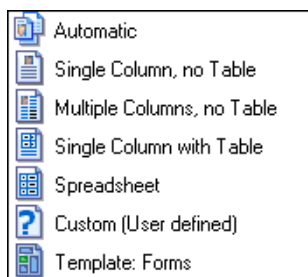 Automatic
Single Column, no Table
Multiple Columns, no Table
Single Column with Table
Spreadsheet
Custom (User defined)
Template: Forms